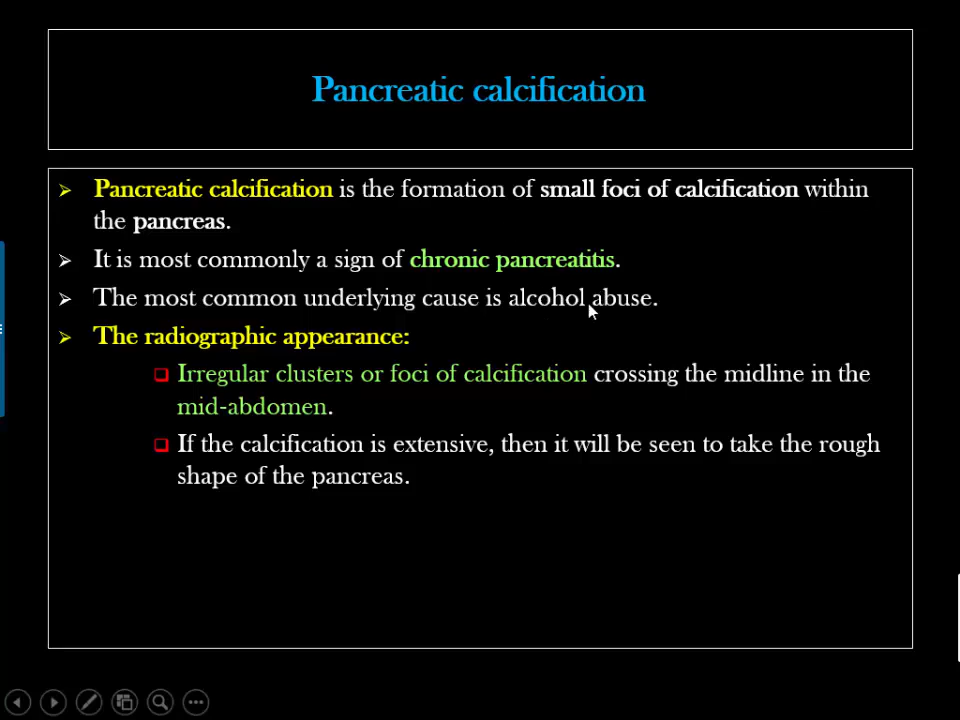 Pancreatic calcification
Pancreatic calcification is the formation of small foci of calcification within
the pancreas.
It is most commonly a sign of chronic pancreatitis.
The most common underlying cause is alcohol abuse.
The radiographic appearance:
Irregular clusters or foci of calcification crossing the midline in the
mid-abdomen.
If the calcification is extensive, then it will be seen to take the rough
shape of the pancreas.